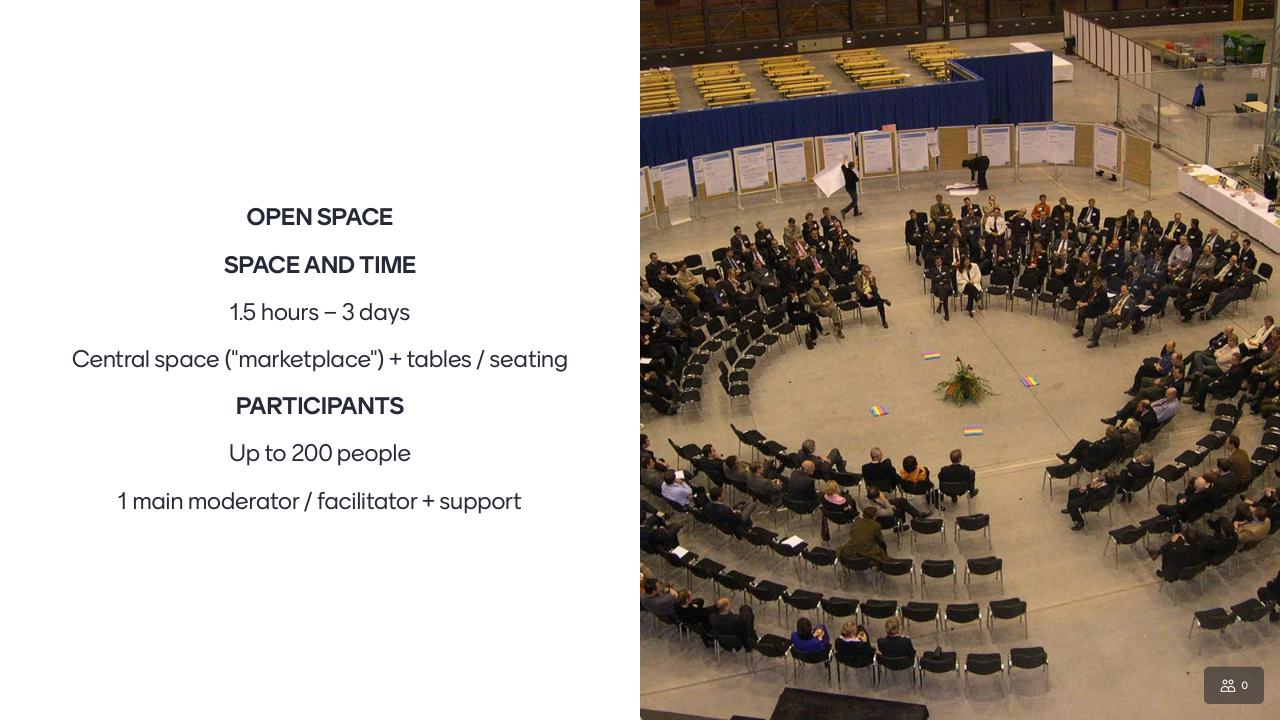 OPEN SPACE
SPACE AND TIME
1.5 hours – 3 days
Central space ("marketplace") + tables / seating
PARTICIPANTS
Up to 200 people
1 main moderator / facilitator + support
0